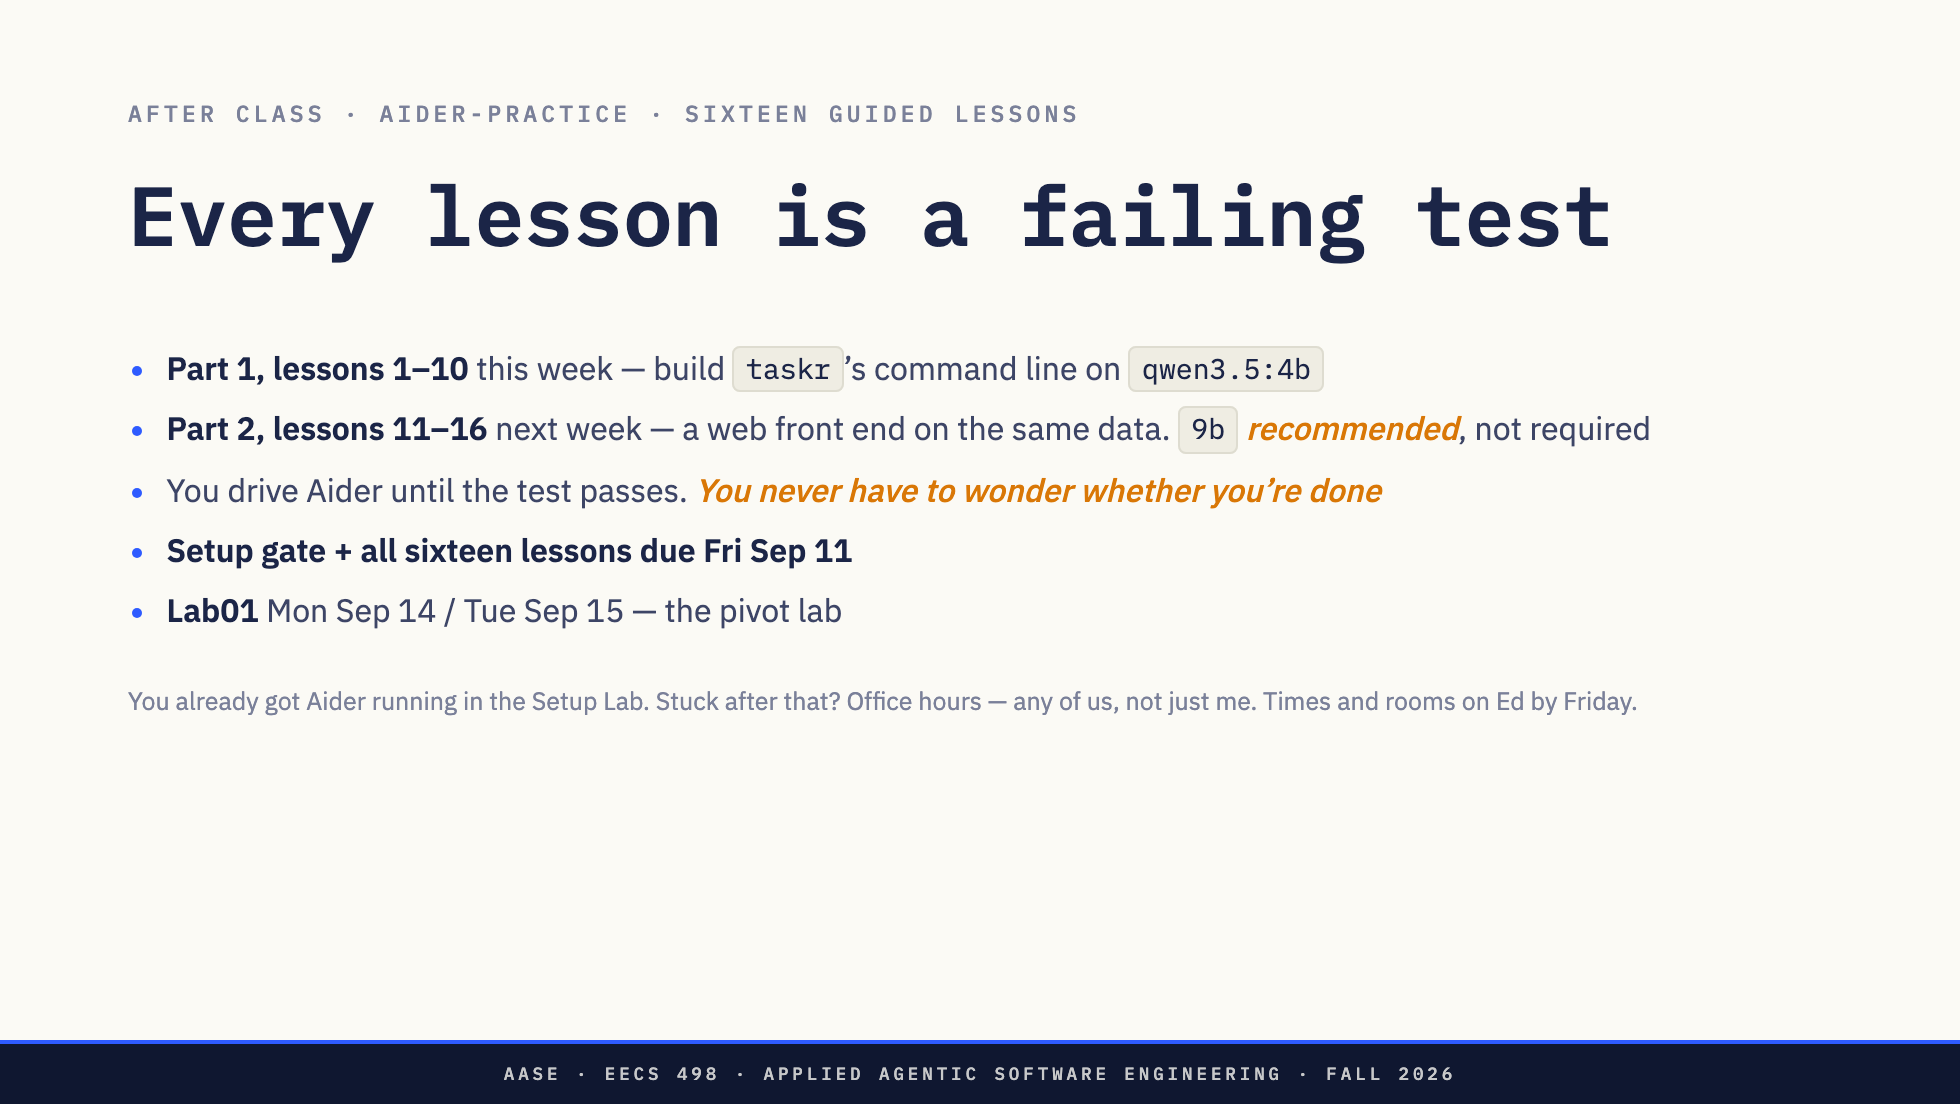 AFTER CLASS · AIDER-PRACTICE · SIXTEEN GUIDED LESSONS
Every lesson is a failing test
• Part 1, lessons 1–10 this week — build taskr’s command line on qwen3.5:4b
• Part 2, lessons 11–16 next week — a web front end on the same data. 9b recommended, not required
• You drive Aider until the test passes. You never have to wonder whether you’re done
• Setup gate + all sixteen lessons due Fri Sep 11
• Lab01 Mon Sep 14 / Tue Sep 15 — the pivot lab
You already got Aider running in the Setup Lab. Stuck after that? Office hours — any of us, not just me. Times and rooms on Ed by Friday.
AASE · EECS 498 · APPLIED AGENTIC SOFTWARE ENGINEERING · FALL 2026